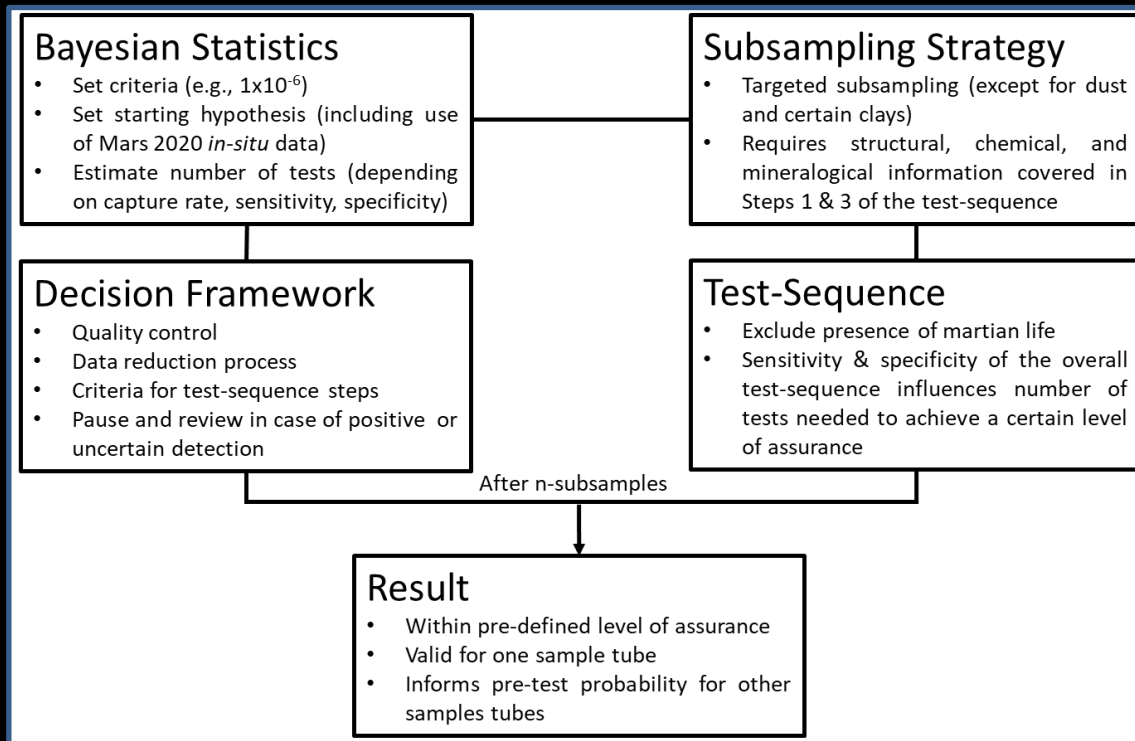 Bayesian Statistics
• Set criteria (e.g., 1x10⁻⁶)
• Set starting hypothesis (including use
of Mars 2020 in-situ data)
• Estimate number of tests (depending
on capture rate, sensitivity, specificity)
Subsampling Strategy
• Targeted subsampling (except for dust
and certain clays)
• Requires structural, chemical, and
mineralogical information covered in
Steps 1 & 3 of the test-sequence
Decision Framework
• Quality control
• Data reduction process
• Criteria for test-sequence steps
• Pause and review in case of positive or
uncertain detection
Test-Sequence
• Exclude presence of martian life
• Sensitivity & specificity of the overall
test-sequence influences number of
tests needed to achieve a certain level
of assurance
After n-subsamples
Result
• Within pre-defined level of assurance
• Valid for one sample tube
• Informs pre-test probability for other
samples tubes